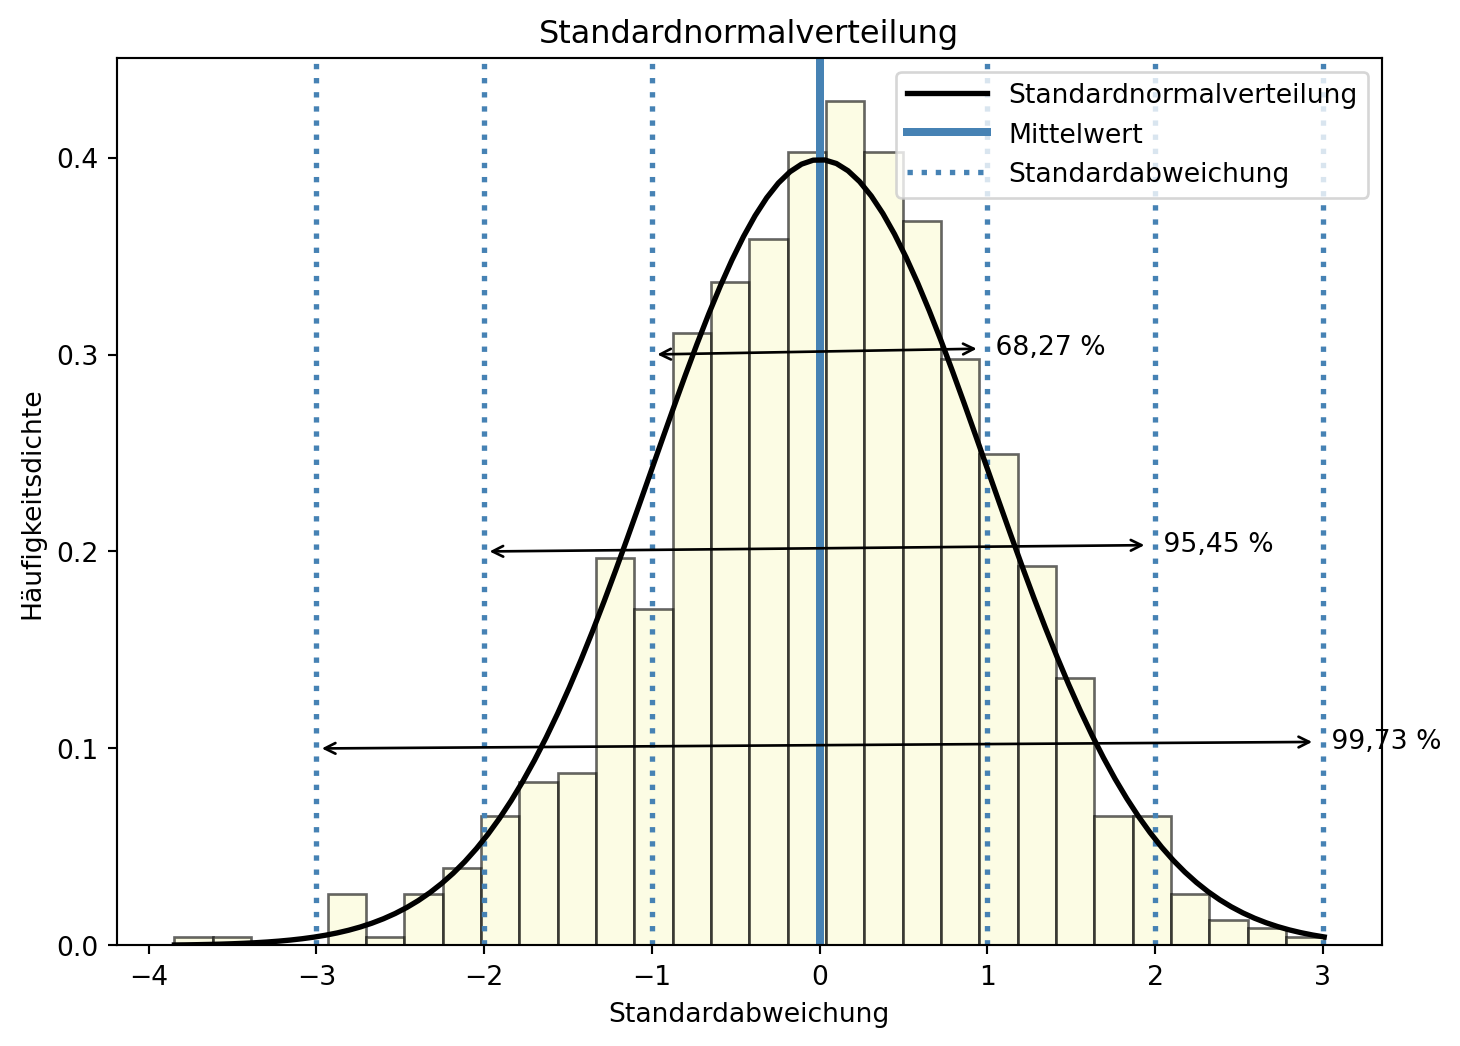 Standardnormalverteilung
Standardnormalverteilung
Mittelwert
Standardabweichung
Häufigkeitsdichte
0.4
0.3
0.2
0.1
0.0
68,27 %
95,45 %
99,73 %
−4 −3 −2 −1 0 1 2 3
Standardabweichung